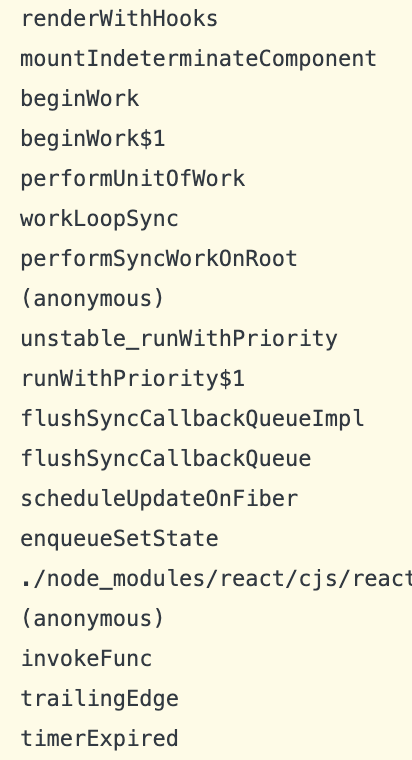 renderWithHooks
mountIndeterminateComponent
beginWork
beginWork$1
performUnitOfWork
workLoopSync
performSyncWorkOnRoot
(anonymous)
unstable_runWithPriority
runWithPriority$1
flushSyncCallbackQueueImpl
flushSyncCallbackQueue
scheduleUpdateOnFiber
enqueueSetState
./node_modules/react/cjs/react
(anonymous)
invokeFunc
trailingEdge
timerExpired